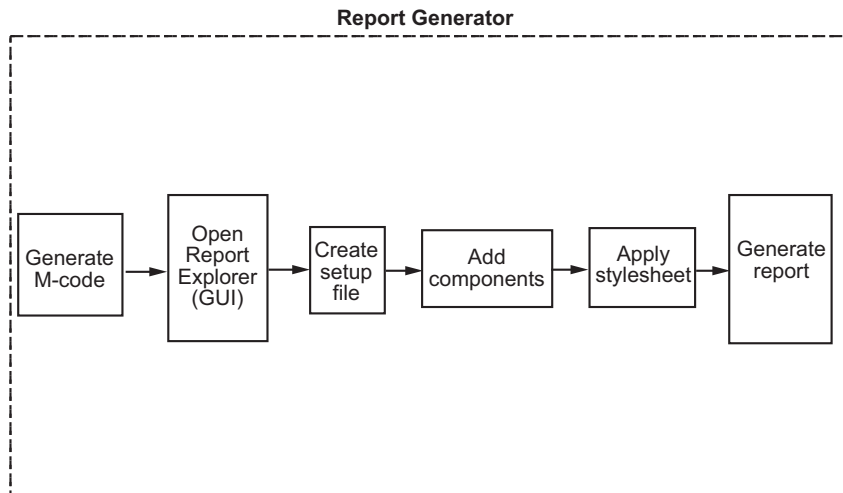 Report Generator
Generate
M-code
Open
Report
Explorer
(GUI)
Create
setup
file
Add
components
Apply
stylesheet
Generate
report